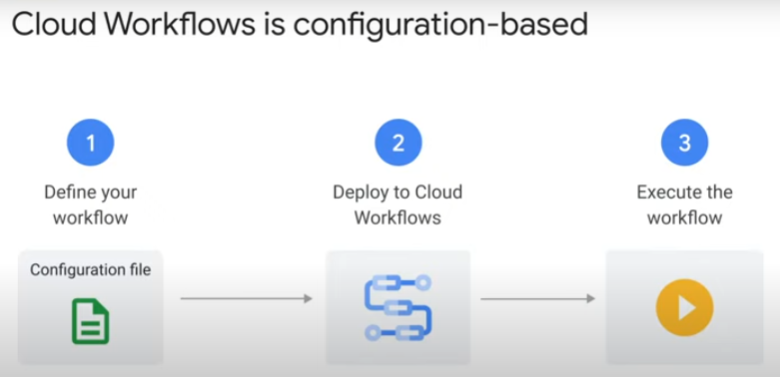 Cloud Workflows is configuration-based
1
Define your
workflow
Configuration file
2
Deploy to Cloud
Workflows
3
Execute the
workflow